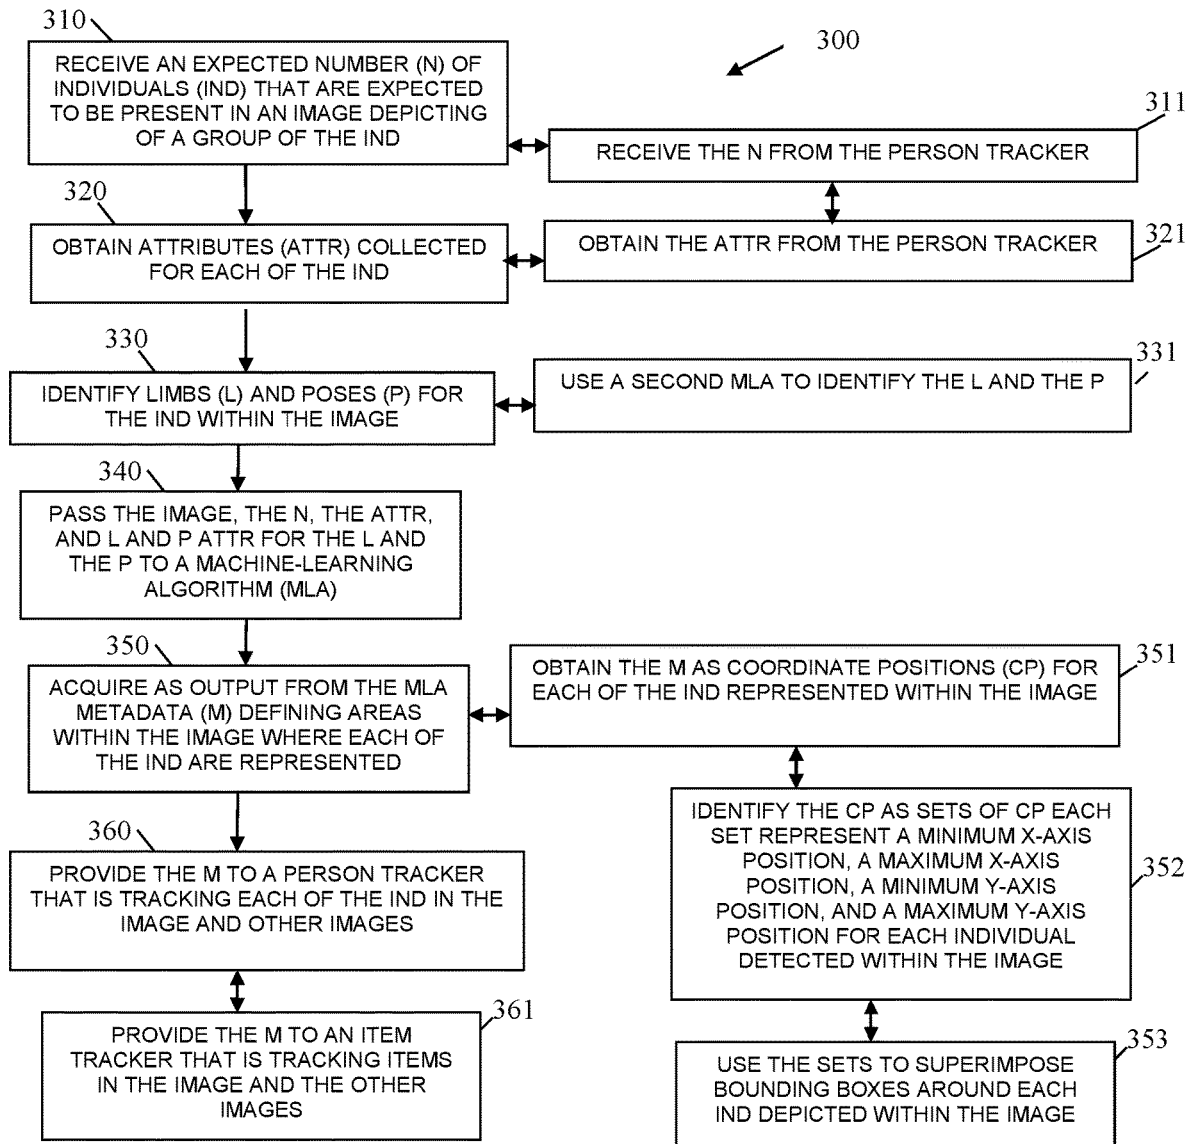 310
300
RECEIVE AN EXPECTED NUMBER (N) OF
INDIVIDUALS (IND) THAT ARE EXPECTED
TO BE PRESENT IN AN IMAGE DEPICTING
OF A GROUP OF THE IND
311
RECEIVE THE N FROM THE PERSON TRACKER
320
OBTAIN ATTRIBUTES (ATTR) COLLECTED
FOR EACH OF THE IND
OBTAIN THE ATTR FROM THE PERSON TRACKER
321
330
IDENTIFY LIMBS (L) AND POSES (P) FOR
THE IND WITHIN THE IMAGE
331
USE A SECOND MLA TO IDENTIFY THE L AND THE P
340
PASS THE IMAGE, THE N, THE ATTR,
AND L AND P ATTR FOR THE L AND
THE P TO A MACHINE-LEARNING
ALGORITHM (MLA)
350
ACQUIRE AS OUTPUT FROM THE MLA
METADATA (M) DEFINING AREAS
WITHIN THE IMAGE WHERE EACH OF
THE IND ARE REPRESENTED
351
OBTAIN THE M AS COORDINATE POSITIONS (CP) FOR
EACH OF THE IND REPRESENTED WITHIN THE IMAGE
IDENTIFY THE CP AS SETS OF CP EACH
SET REPRESENT A MINIMUM X-AXIS
POSITION, A MAXIMUM X-AXIS
POSITION, A MINIMUM Y-AXIS
POSITION, AND A MAXIMUM Y-AXIS
POSITION FOR EACH INDIVIDUAL
DETECTED WITHIN THE IMAGE
352
360
PROVIDE THE M TO A PERSON TRACKER
THAT IS TRACKING EACH OF THE IND IN THE
IMAGE AND OTHER IMAGES
361
PROVIDE THE M TO AN ITEM
TRACKER THAT IS TRACKING ITEMS
IN THE IMAGE AND THE OTHER
IMAGES
353
USE THE SETS TO SUPERIMPOSE
BOUNDING BOXES AROUND EACH
IND DEPICTED WITHIN THE IMAGE